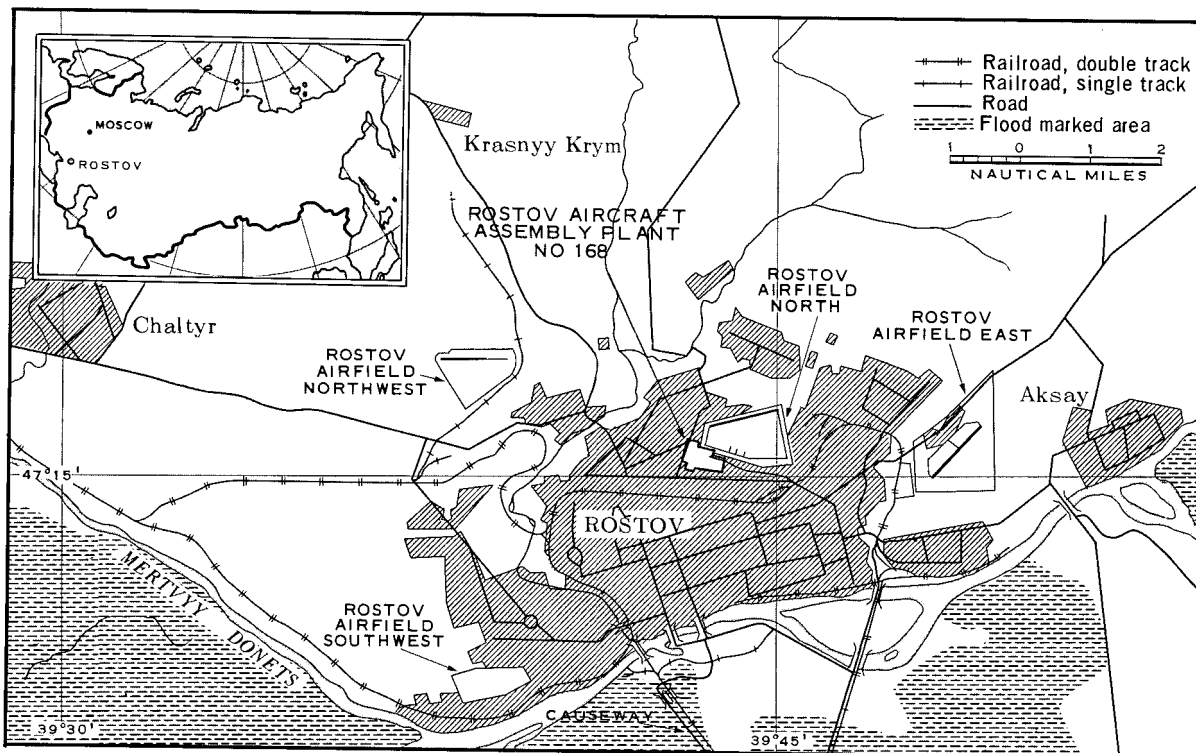 MOSCOW
ROSTOV
Krasnyy Krym
Railroad, double track
Railroad, single track
Road
Flood marked area
1 0 1 2
NAUTICAL MILES
ROSTOV AIRCRAFT
ASSEMBLY PLANT
NO 168
ROSTOV
AIRFIELD
NORTH
ROSTOV
AIRFIELD EAST
Chaltyr
ROSTOV
AIRFIELD
NORTHWEST
Aksay
47°15'
ROSTOV
MERTVYY DONETS
ROSTOV
AIRFIELD
SOUTHWEST
CAUSEWAY
39°30'
39°45'